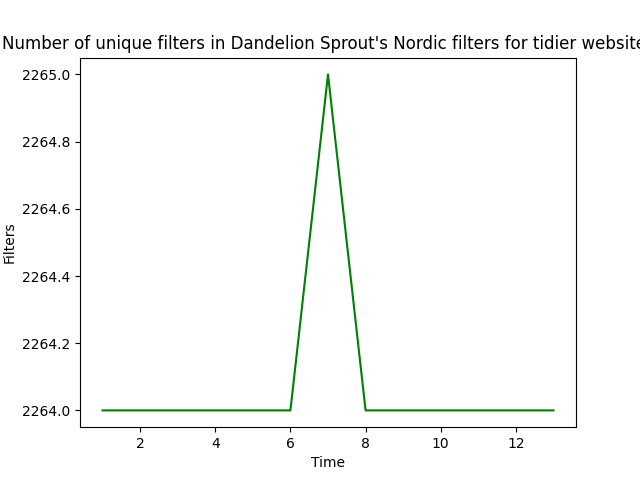 Number of unique filters in Dandelion Sprout's Nordic filters for tidier website
2265.0
2264.8
2264.6
2264.4
2264.2
2264.0
Filters
2 4 6 8 10 12
Time